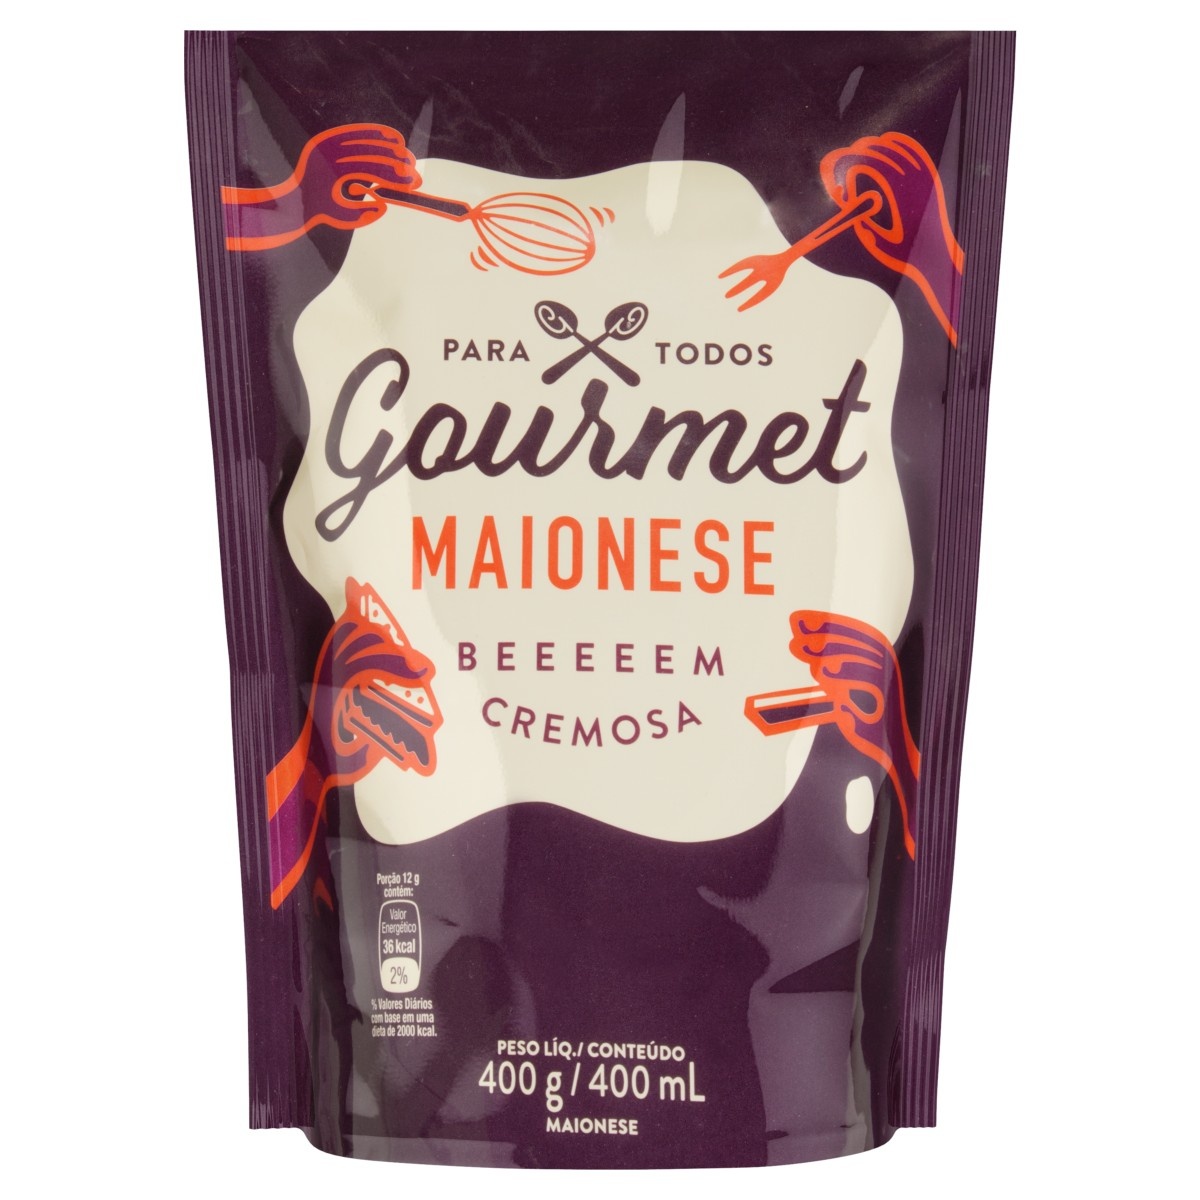 PARA TODOS
Gourmet
MAIONESE
BEEEEEM
CREMOSA
Porção 12 g
contém:
Valor
Energético
36 kcal
2%
% Valores Diários
com base em uma
dieta de 2000 kcal.
PESO LÍQ./ CONTEÚDO
400 g / 400 mL
MAIONESE